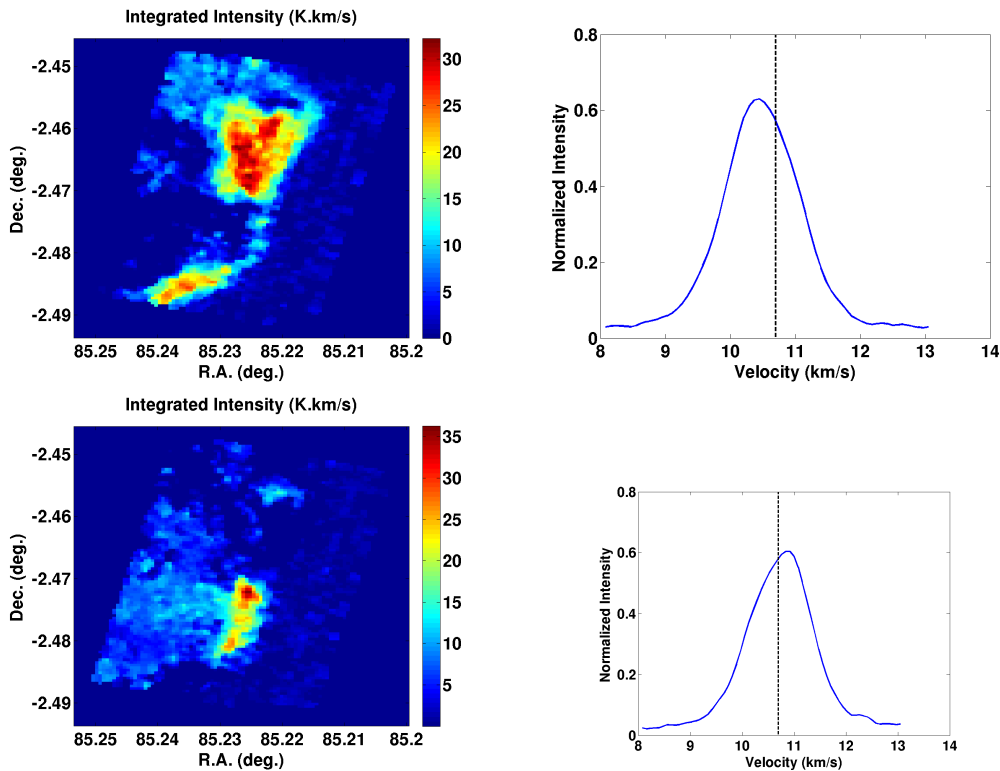 Integrated Intensity (K.km/s)
-2.45
-2.46
-2.47
-2.48
-2.49
Dec. (deg.)
85.25 85.24 85.23 85.22 85.21 85.2
R.A. (deg.)
30
25
20
15
10
5
0
0.8
0.6
0.4
0.2
0
Normalized Intensity
8 9 10 11 12 13 14
Velocity (km/s)
Integrated Intensity (K.km/s)
-2.45
-2.46
-2.47
-2.48
-2.49
Dec. (deg.)
85.25 85.24 85.23 85.22 85.21 85.2
R.A. (deg.)
35
30
25
20
15
10
5
0.8
0.6
0.4
0.2
0
Normalized Intensity
8 9 10 11 12 13 14
Velocity (km/s)